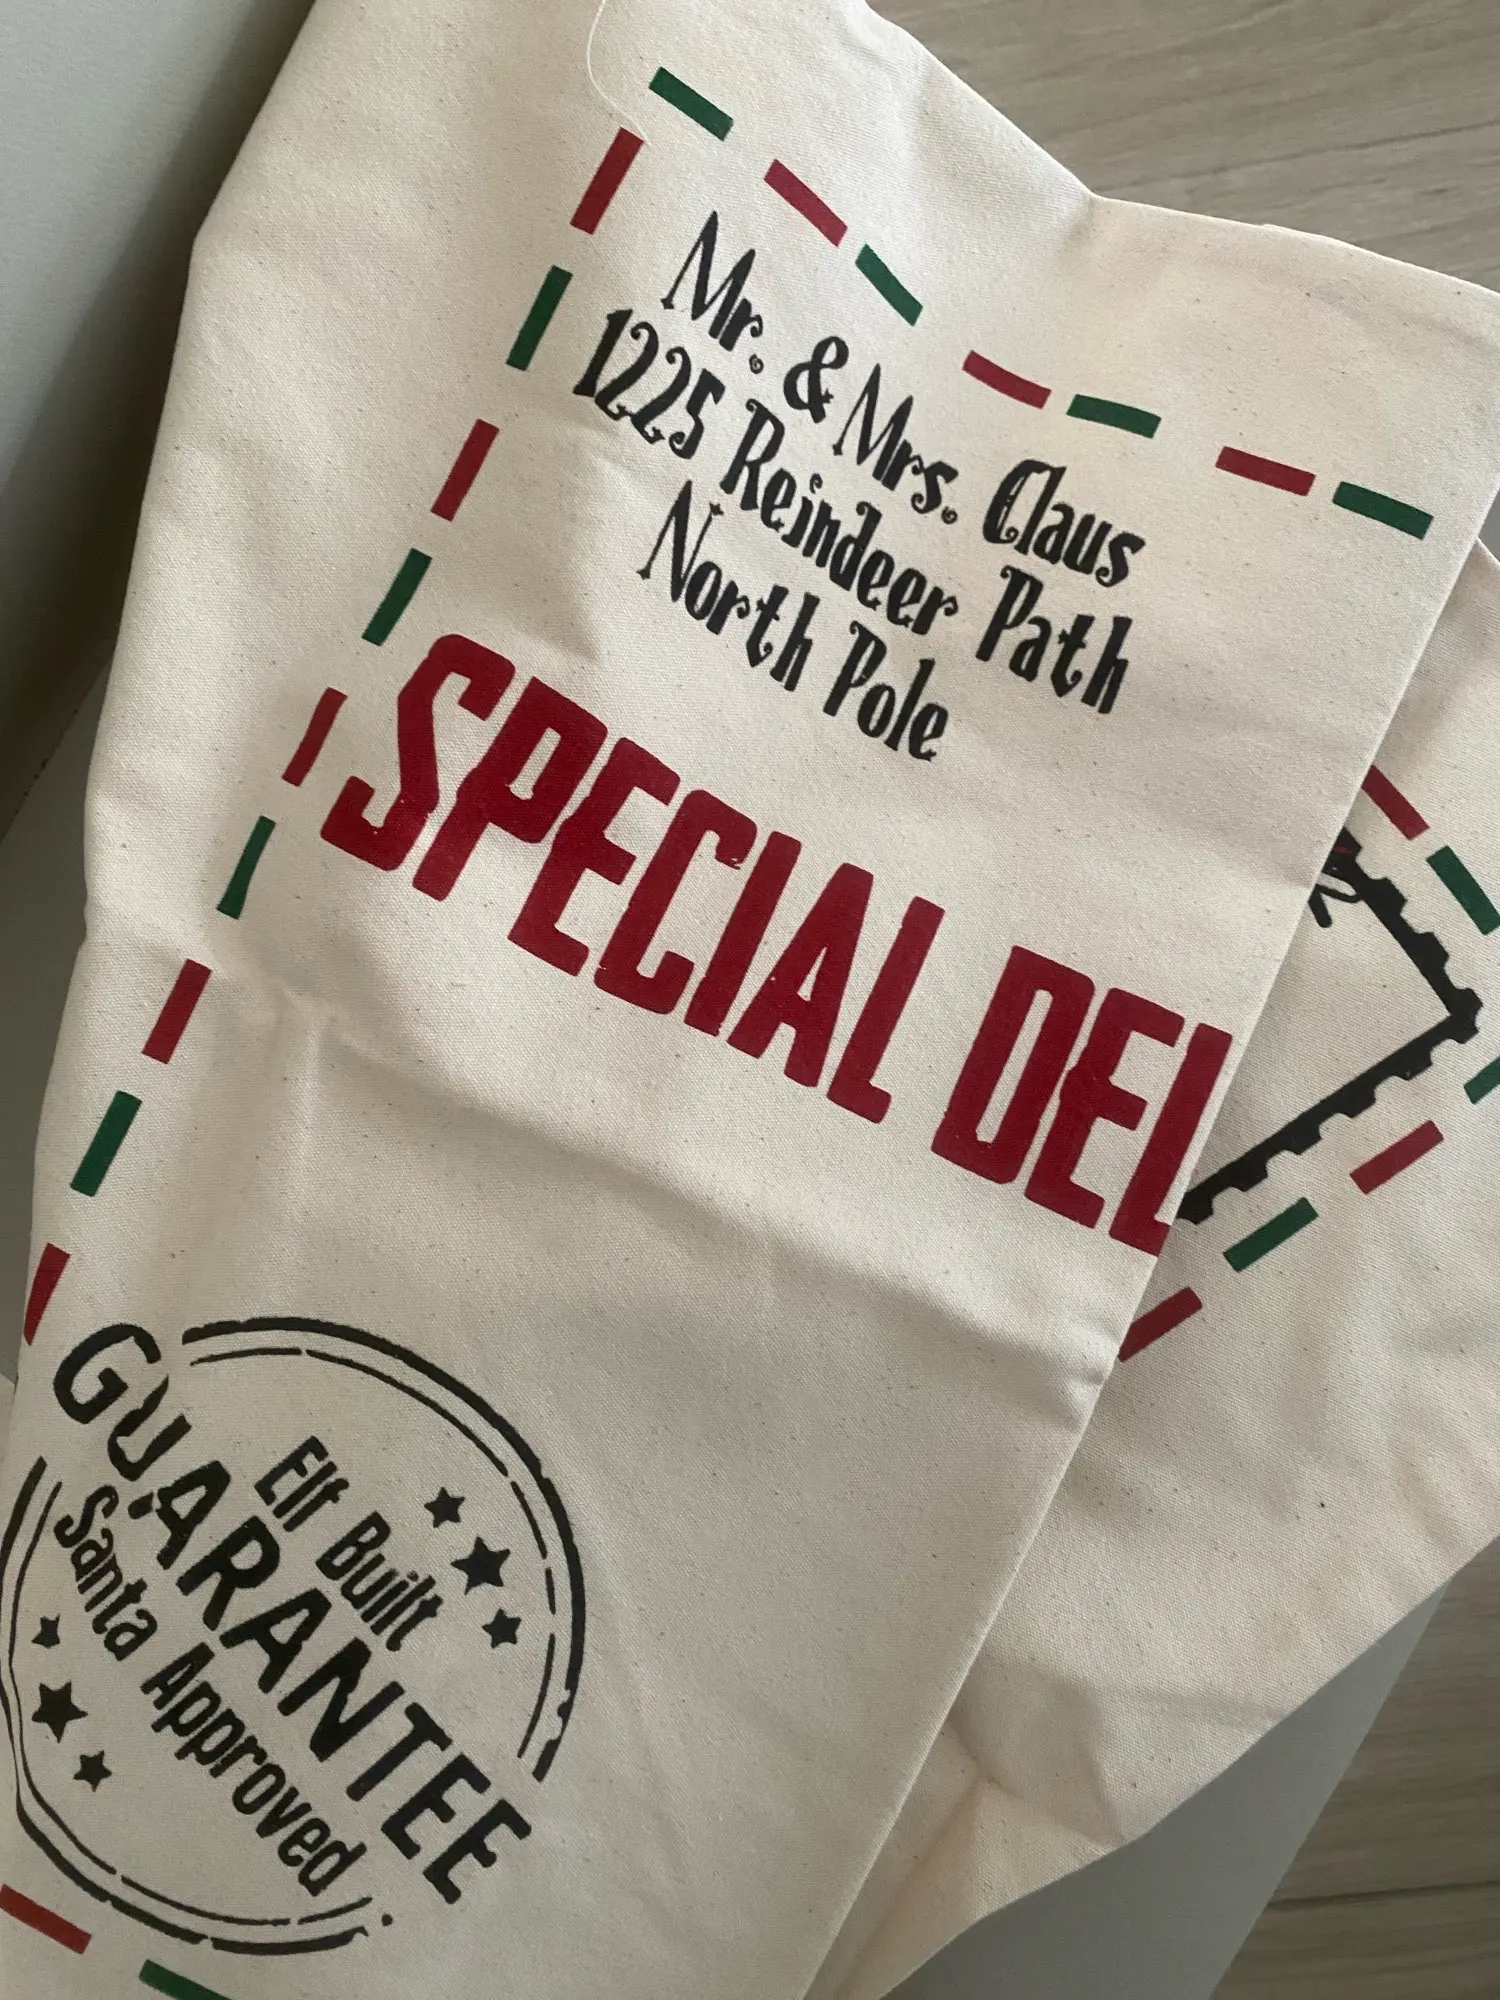 Mr. & Mrs. Claus
1225 Reindeer Path
North Pole
SPECIAL DEL
Elf Built
GUARANTEE
Santa Approved